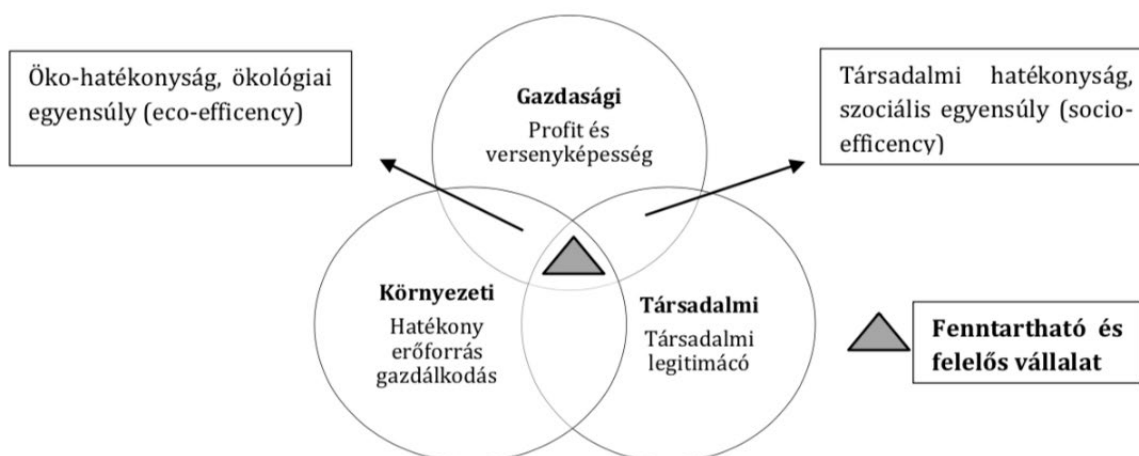 Öko-hatékonyság, ökológiai
egyensúly (eco-efficency)
Gazdasági
Profit és
versenyképesség
Társadalmi hatékonyság,
szociális egyensúly (socio-
efficency)
Környezeti
Hatékony
erőforrás
gazdálkodás
Társadalmi
Társadalmi
legitimácó
Fenntartható és
felelős vállalat